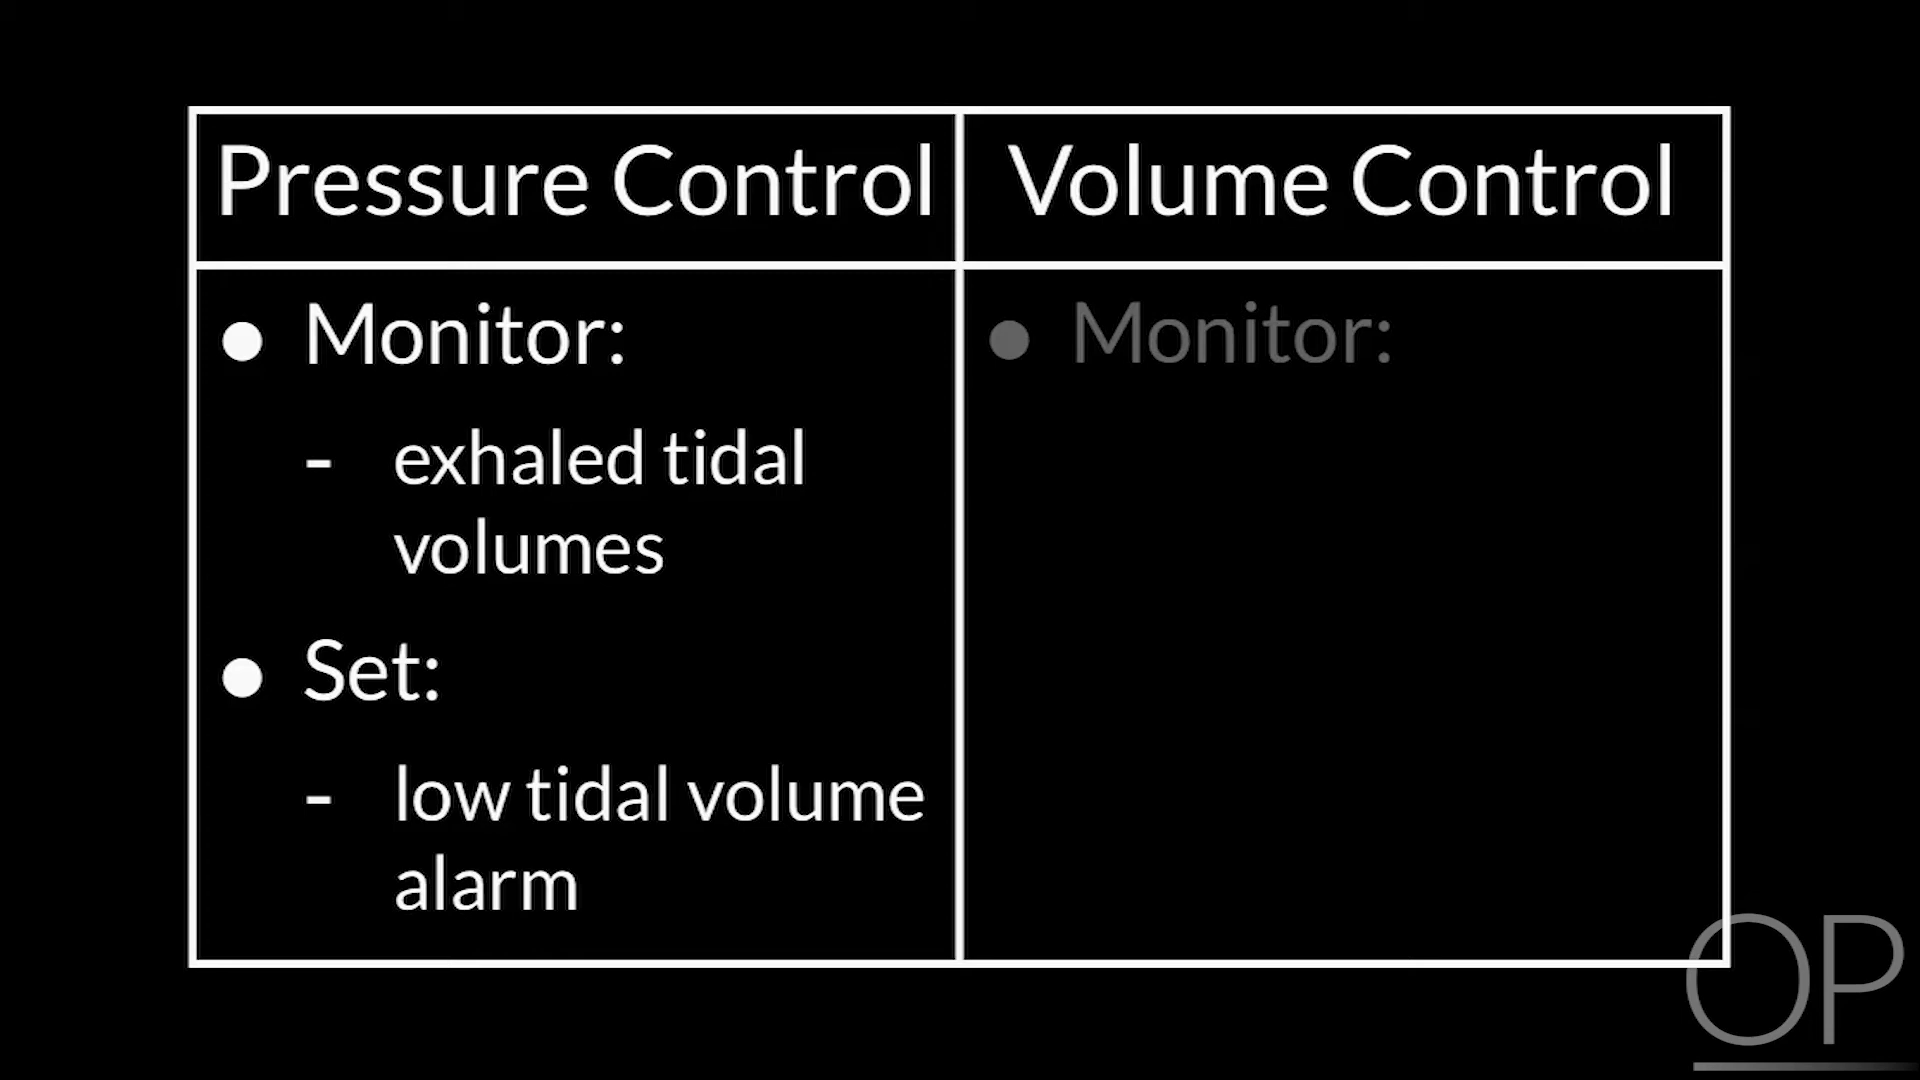 Pressure Control
Volume Control
● Monitor:
- exhaled tidal
volumes
● Set:
- low tidal volume
alarm
● Monitor:
OP